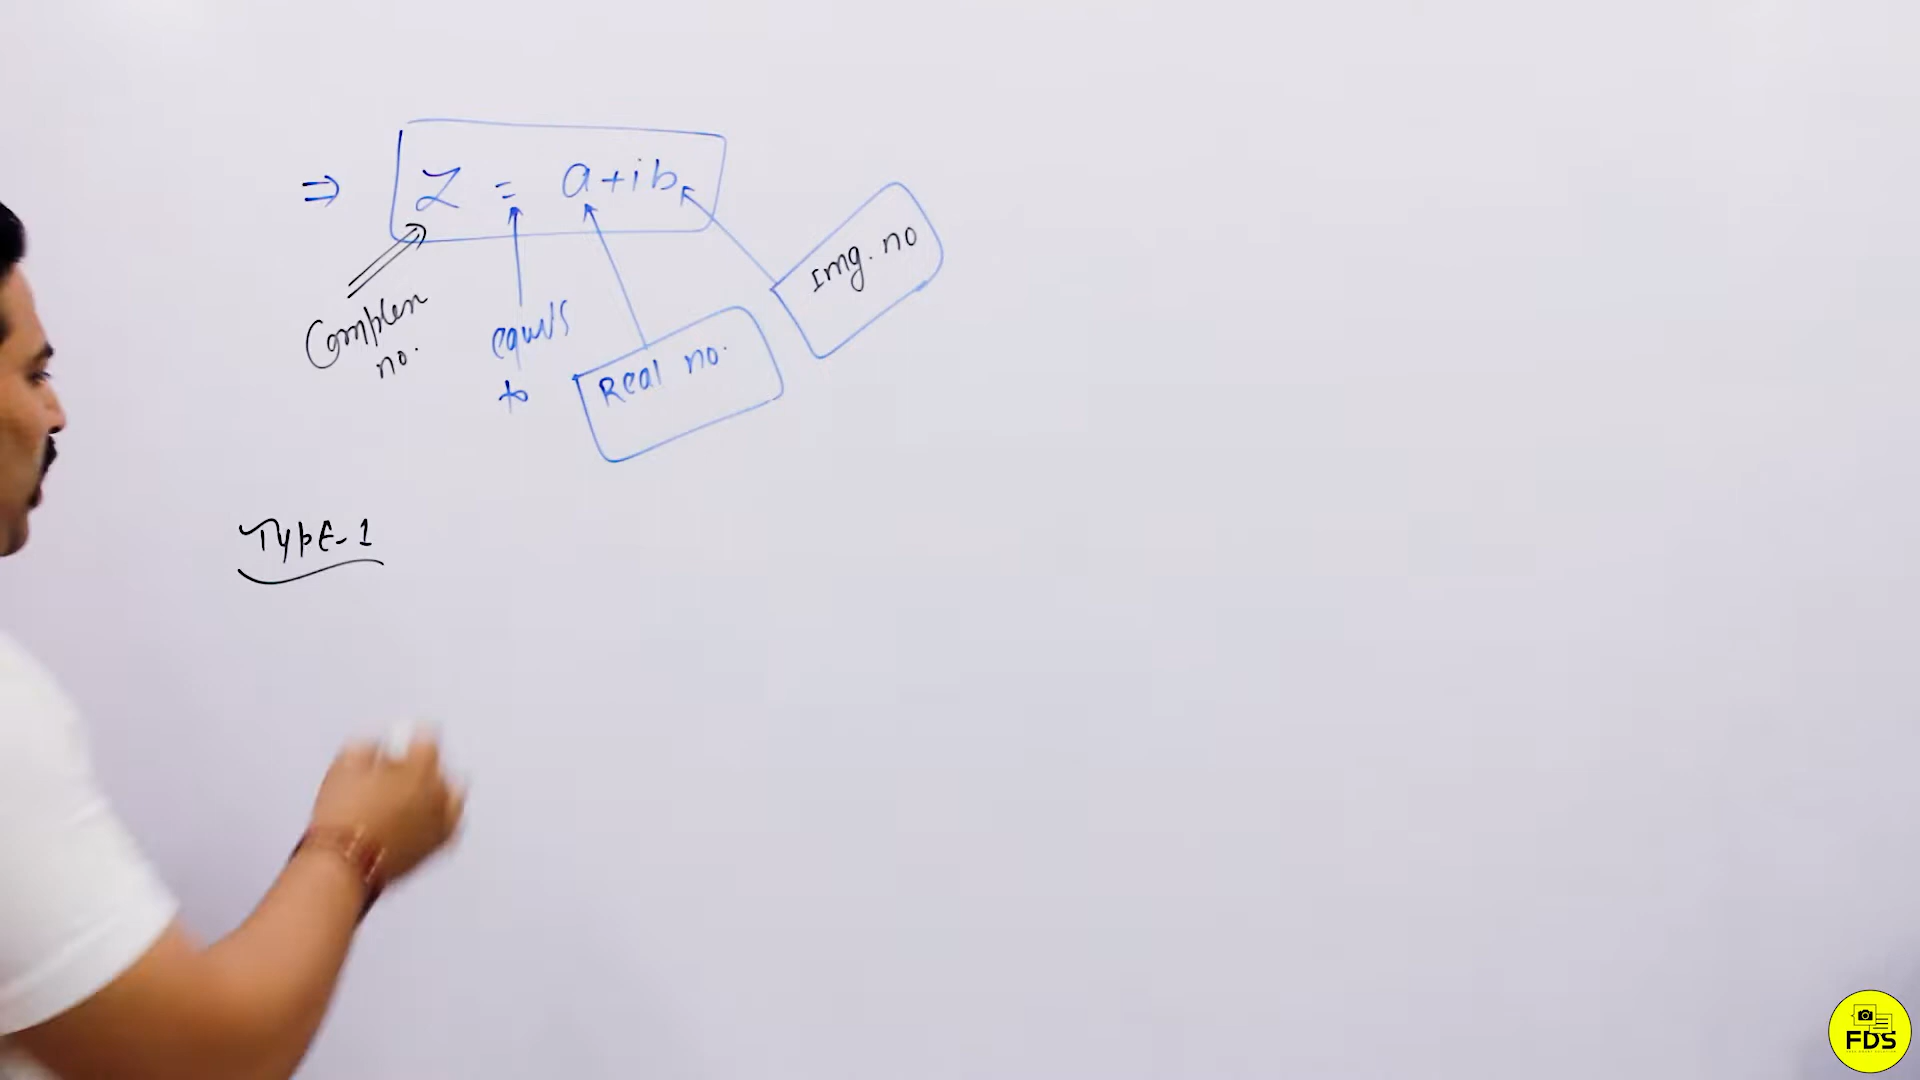 ⇒ Z = a+ib
Img. no
Complex no.
equals to
Real no.
Type-1
FDS